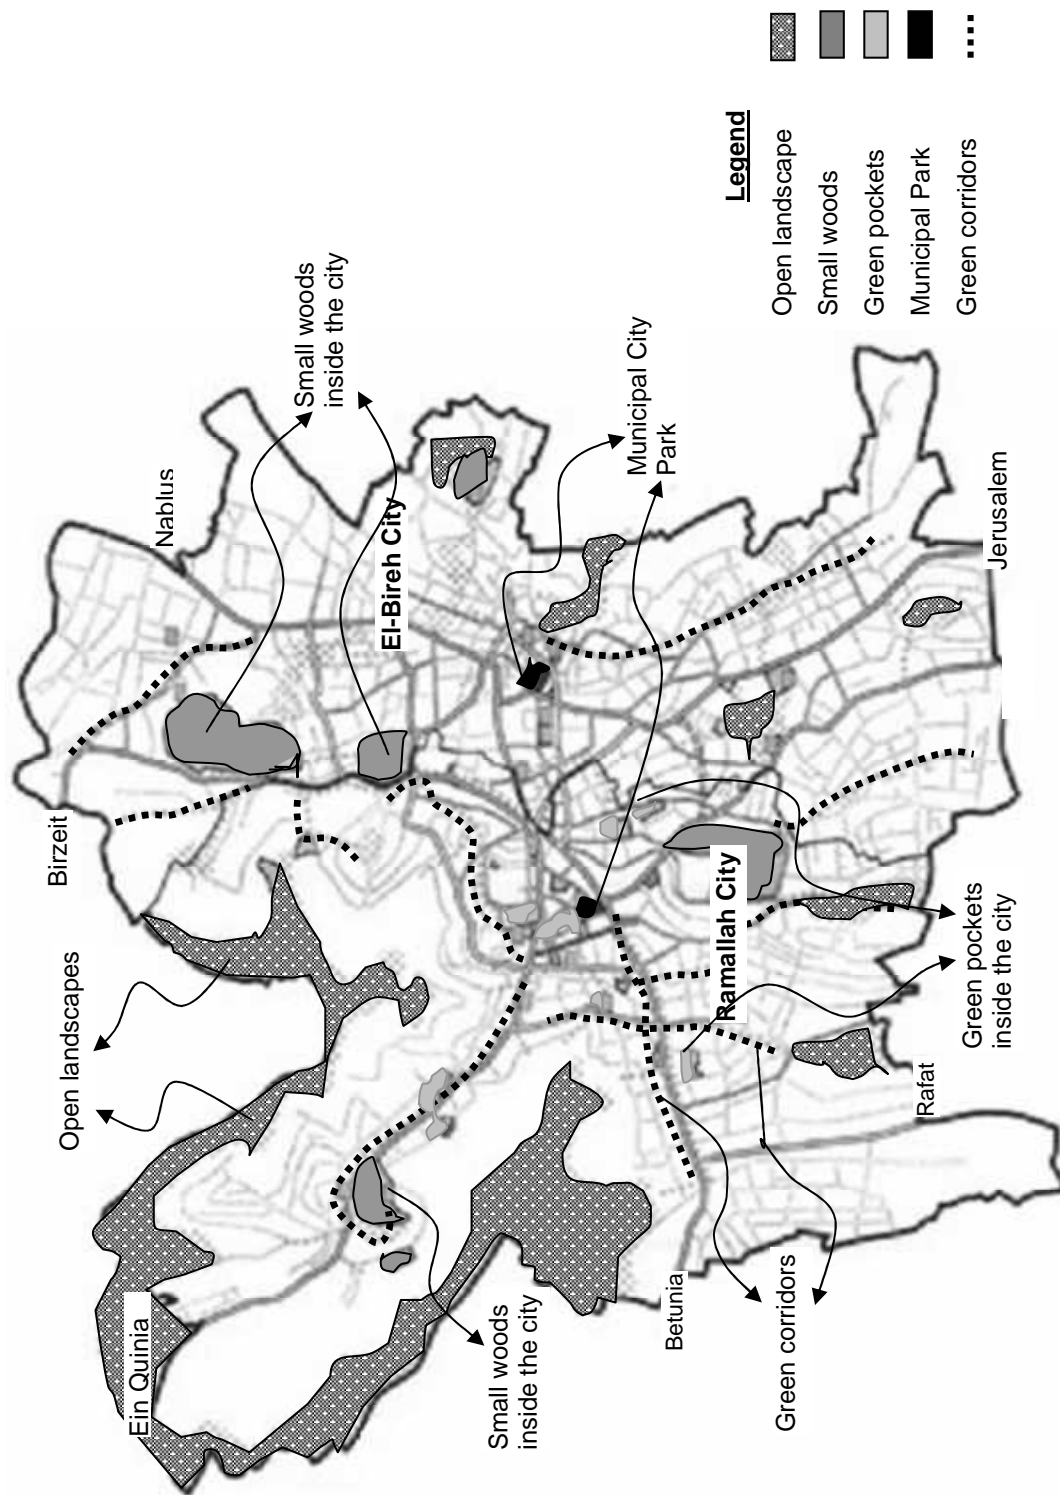 Legend
Open landscape
Small woods
Green pockets
Municipal Park
Green corridors
Small woods
inside the city
Nablus
El-Bireh City
Municipal City
Park
Jerusalem
Birzeit
Ramallah City
Open landscapes
Green pockets
inside the city
Rafat
Ein Quinia
Small woods
inside the city
Betunia
Green corridors